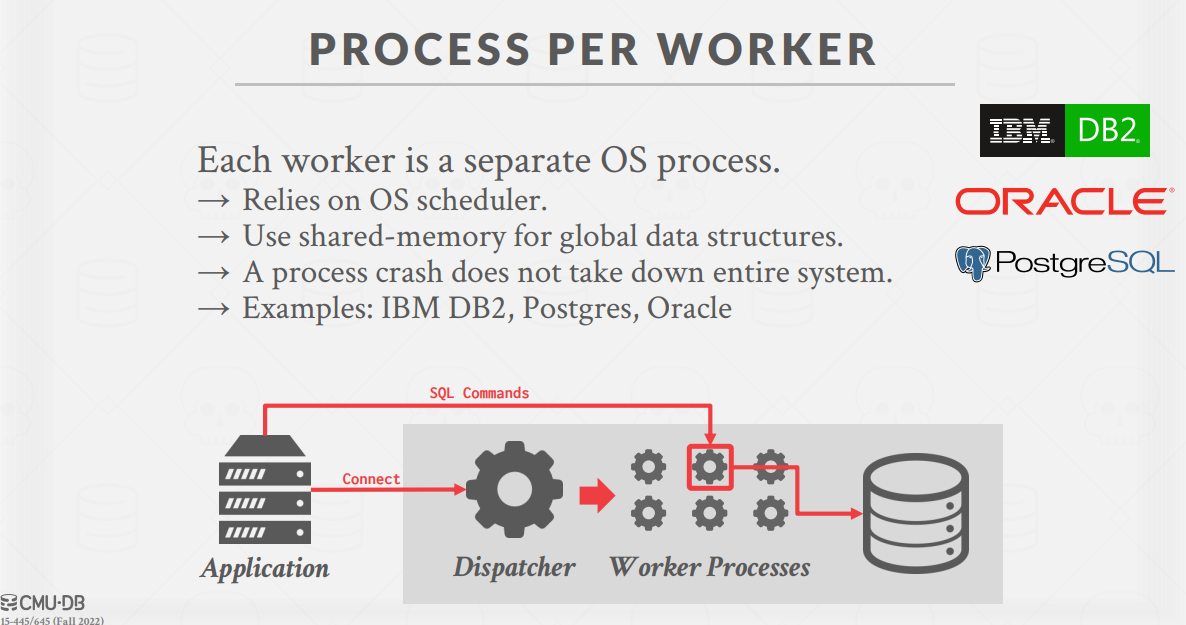 PROCESS PER WORKER
Each worker is a separate OS process.
→ Relies on OS scheduler.
→ Use shared-memory for global data structures.
→ A process crash does not take down entire system.
→ Examples: IBM DB2, Postgres, Oracle
IBM DB2
ORACLE
PostgreSQL
SQL Commands
Connect
Application
Dispatcher
Worker Processes
CMU·DB
15-445/645 (Fall 2022)